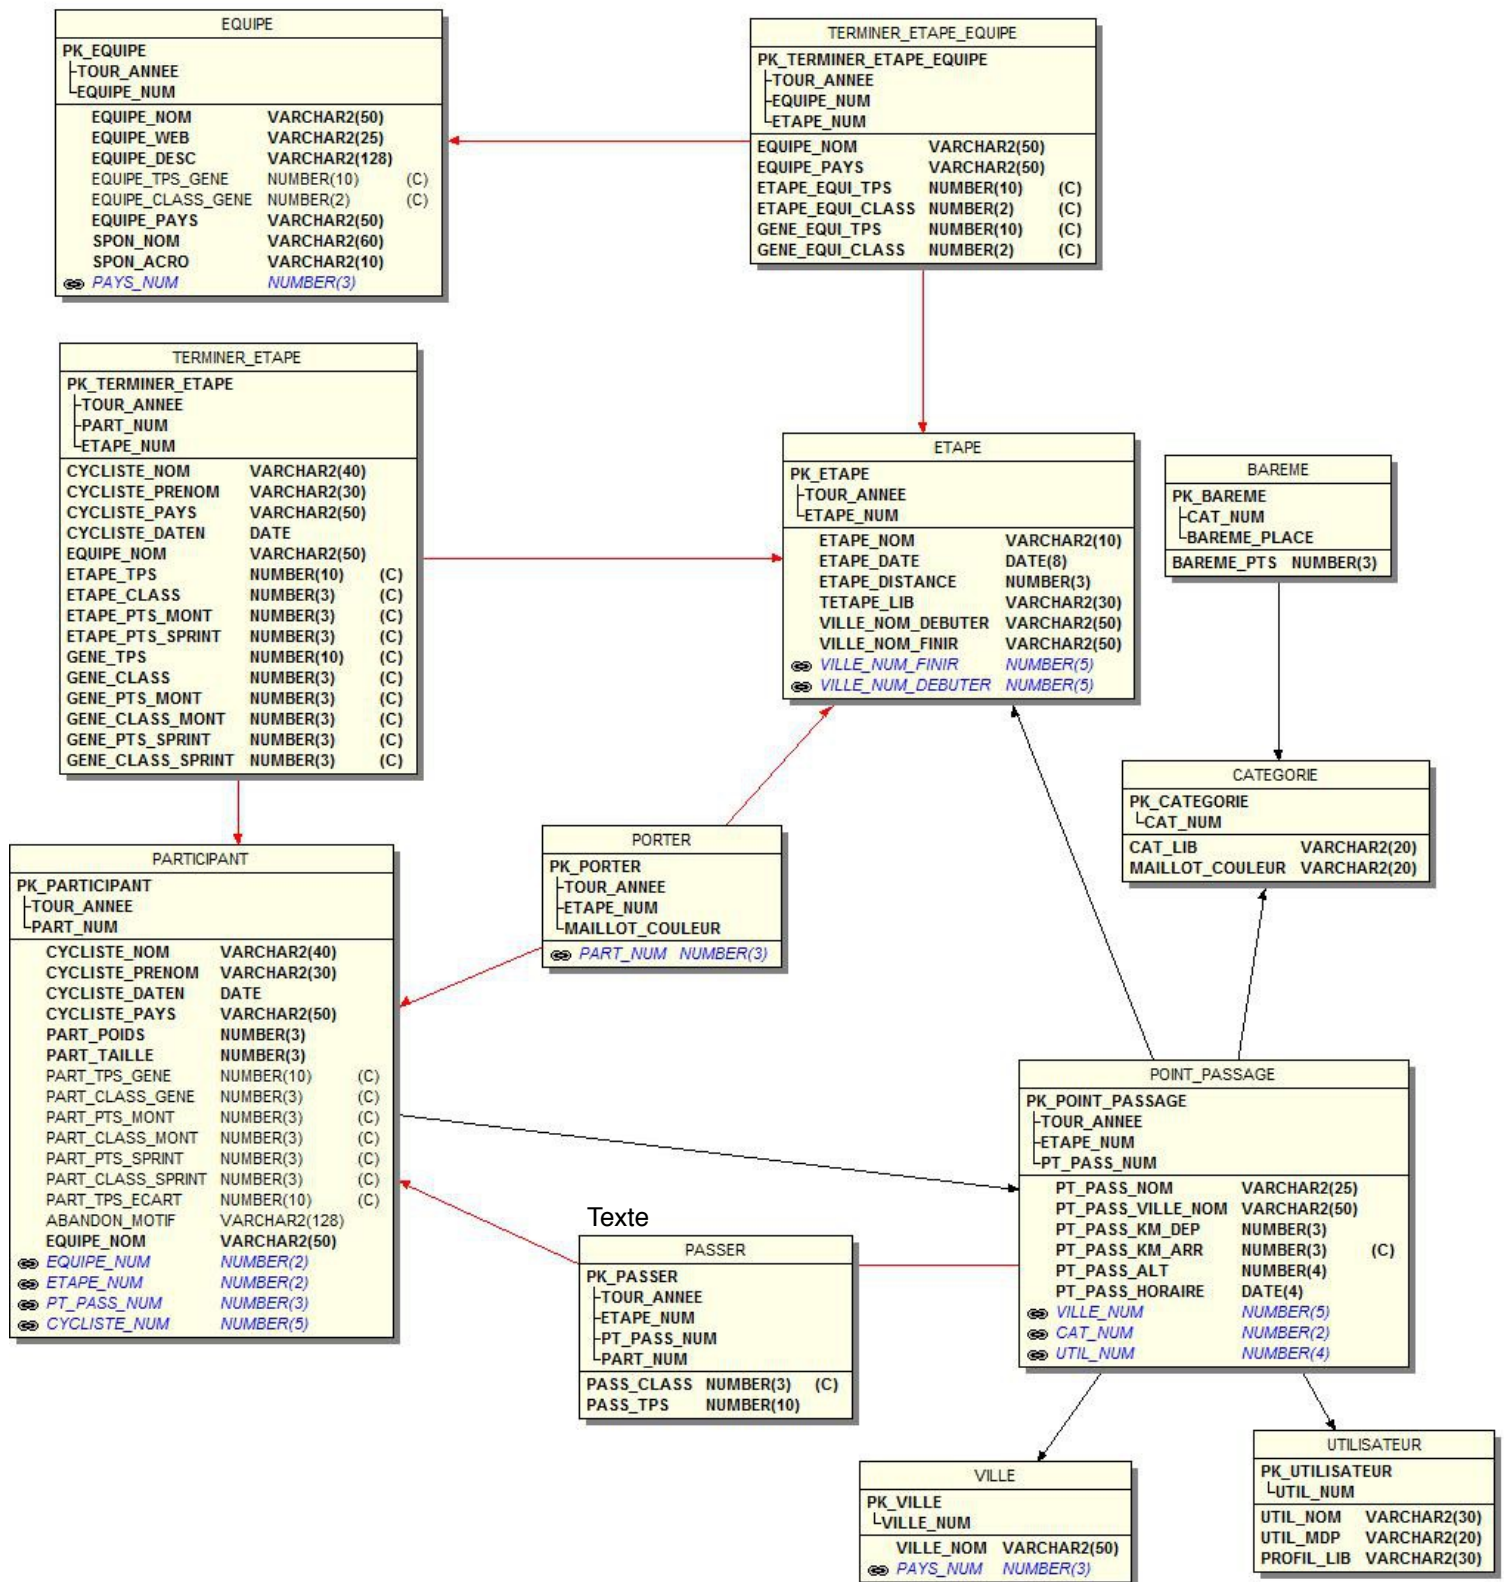 EQUIPE
PK_EQUIPE
TOUR_ANNEE
EQUIPE_NUM
EQUIPE_NOM VARCHAR2(50)
EQUIPE_WEB VARCHAR2(25)
EQUIPE_DESC VARCHAR2(128)
EQUIPE_TPS_GENE NUMBER(10) (C)
EQUIPE_CLASS_GENE NUMBER(2) (C)
EQUIPE_PAYS VARCHAR2(50)
SPON_NOM VARCHAR2(60)
SPON_ACRO VARCHAR2(10)
PAYS_NUM NUMBER(3)
TERMINER_ETAPE_EQUIPE
PK_TERMINER_ETAPE_EQUIPE
TOUR_ANNEE
EQUIPE_NUM
ETAPE_NUM
EQUIPE_NOM VARCHAR2(50)
EQUIPE_PAYS VARCHAR2(50)
ETAPE_EQUI_TPS NUMBER(10) (C)
ETAPE_EQUI_CLASS NUMBER(2) (C)
GENE_EQUI_TPS NUMBER(10) (C)
GENE_EQUI_CLASS NUMBER(2) (C)
TERMINER_ETAPE
PK_TERMINER_ETAPE
TOUR_ANNEE
PART_NUM
ETAPE_NUM
CYCLISTE_NOM VARCHAR2(40)
CYCLISTE_PRENOM VARCHAR2(30)
CYCLISTE_PAYS VARCHAR2(50)
CYCLISTE_DATEN DATE
EQUIPE_NOM VARCHAR2(50)
ETAPE_TPS NUMBER(10) (C)
ETAPE_CLASS NUMBER(3) (C)
ETAPE_PTS_MONT NUMBER(3) (C)
ETAPE_PTS_SPRINT NUMBER(3) (C)
GENE_TPS NUMBER(10) (C)
GENE_CLASS NUMBER(3) (C)
GENE_PTS_MONT NUMBER(3) (C)
GENE_CLASS_MONT NUMBER(3) (C)
GENE_PTS_SPRINT NUMBER(3) (C)
GENE_CLASS_SPRINT NUMBER(3) (C)
ETAPE
PK_ETAPE
TOUR_ANNEE
ETAPE_NUM
ETAPE_NOM VARCHAR2(10)
ETAPE_DATE DATE(8)
ETAPE_DISTANCE NUMBER(3)
TETAPE_LIB VARCHAR2(30)
VILLE_NOM_DEBUTER VARCHAR2(50)
VILLE_NOM_FINIR VARCHAR2(50)
VILLE_NUM_FINIR NUMBER(5)
VILLE_NUM_DEBUTER NUMBER(5)
BAREME
PK_BAREME
CAT_NUM
BAREME_PLACE
BAREME_PTS NUMBER(3)
CATEGORIE
PK_CATEGORIE
CAT_NUM
CAT_LIB VARCHAR2(20)
MAILLOT_COULEUR VARCHAR2(20)
PORTER
PK_PORTER
TOUR_ANNEE
ETAPE_NUM
MAILLOT_COULEUR
PART_NUM NUMBER(3)
PARTICIPANT
PK_PARTICIPANT
TOUR_ANNEE
PART_NUM
CYCLISTE_NOM VARCHAR2(40)
CYCLISTE_PRENOM VARCHAR2(30)
CYCLISTE_DATEN DATE
CYCLISTE_PAYS VARCHAR2(50)
PART_POIDS NUMBER(3)
PART_TAILLE NUMBER(3)
PART_TPS_GENE NUMBER(10) (C)
PART_CLASS_GENE NUMBER(3) (C)
PART_PTS_MONT NUMBER(3) (C)
PART_CLASS_MONT NUMBER(3) (C)
PART_PTS_SPRINT NUMBER(3) (C)
PART_CLASS_SPRINT NUMBER(3) (C)
PART_TPS_ECART NUMBER(10) (C)
ABANDON_MOTIF VARCHAR2(128)
EQUIPE_NOM VARCHAR2(50)
EQUIPE_NUM NUMBER(2)
ETAPE_NUM NUMBER(2)
PT_PASS_NUM NUMBER(3)
CYCLISTE_NUM NUMBER(5)
POINT_PASSAGE
PK_POINT_PASSAGE
TOUR_ANNEE
ETAPE_NUM
PT_PASS_NUM
PT_PASS_NOM VARCHAR2(25)
PT_PASS_VILLE_NOM VARCHAR2(50)
PT_PASS_KM_DEP NUMBER(3)
PT_PASS_KM_ARR NUMBER(3) (C)
PT_PASS_ALT NUMBER(4)
PT_PASS_HORAIRE DATE(4)
VILLE_NUM NUMBER(5)
CAT_NUM NUMBER(2)
UTIL_NUM NUMBER(4)
Texte
PASSER
PK_PASSER
TOUR_ANNEE
ETAPE_NUM
PT_PASS_NUM
PART_NUM
PASS_CLASS NUMBER(3) (C)
PASS_TPS NUMBER(10)
VILLE
PK_VILLE
VILLE_NUM
VILLE_NOM VARCHAR2(50)
PAYS_NUM NUMBER(3)
UTILISATEUR
PK_UTILISATEUR
UTIL_NUM
UTIL_NOM VARCHAR2(30)
UTIL_MDP VARCHAR2(20)
PROFIL_LIB VARCHAR2(30)